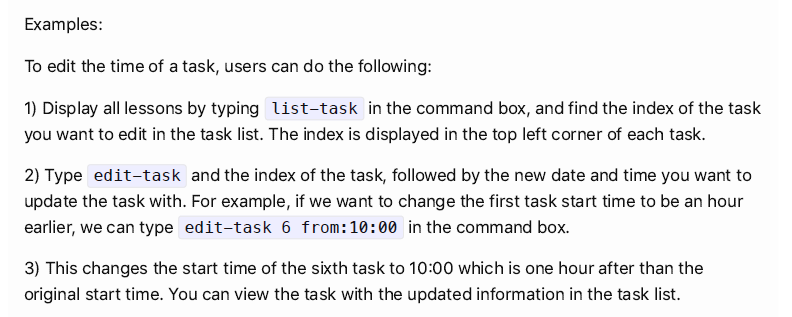 Examples:
To edit the time of a task, users can do the following:
1) Display all lessons by typing list-task in the command box, and find the index of the task
you want to edit in the task list. The index is displayed in the top left corner of each task.
2) Type edit-task and the index of the task, followed by the new date and time you want to
update the task with. For example, if we want to change the first task start time to be an hour
earlier, we can type edit-task 6 from:10:00 in the command box.
3) This changes the start time of the sixth task to 10:00 which is one hour after than the
original start time. You can view the task with the updated information in the task list.